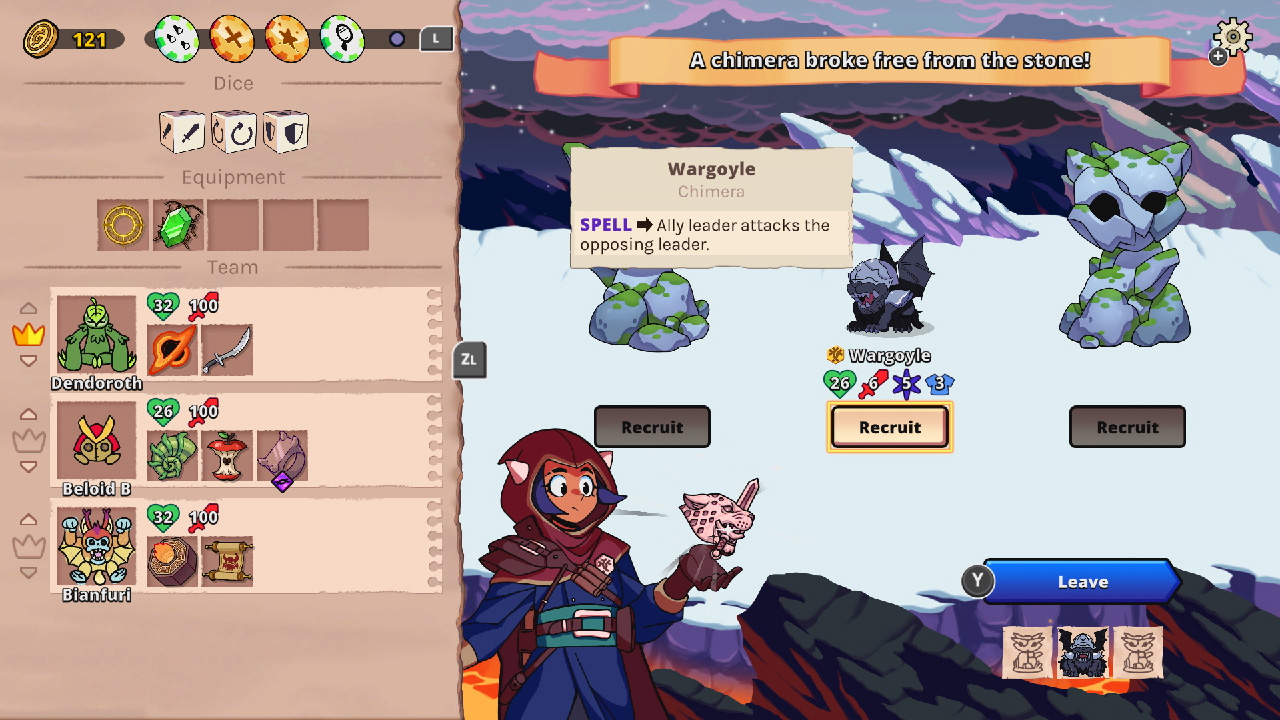 121
L
A chimera broke free from the stone!
Dice
Equipment
Team
Wargoyle
Chimera
SPELL ➡ Ally leader attacks the
opposing leader.
32 100
Dendoroth
ZL
26 100
Beloid B
32 100
Bianfuri
Wargoyle
26 6 5 3
Recruit
Recruit
Recruit
Y
Leave